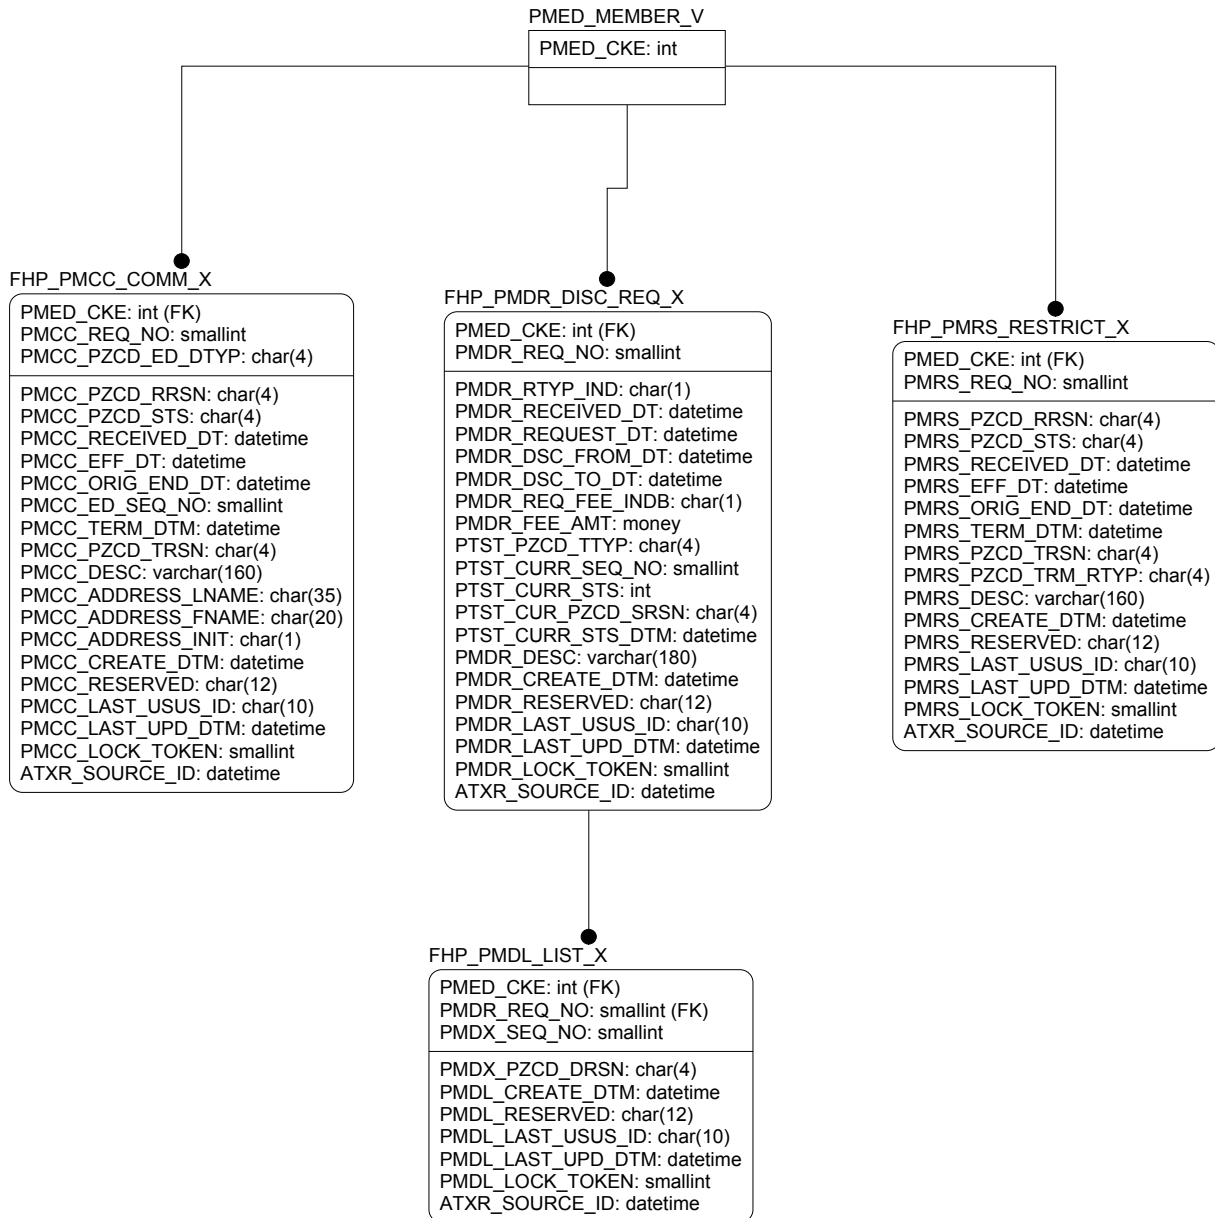 PMED_MEMBER_V
PMED_CKE: int
FHP_PMCC_COMM_X
PMED_CKE: int (FK)
PMCC_REQ_NO: smallint
PMCC_PZCD_ED_DTYP: char(4)
PMCC_PZCD_RRSN: char(4)
PMCC_PZCD_STS: char(4)
PMCC_RECEIVED_DT: datetime
PMCC_EFF_DT: datetime
PMCC_ORIG_END_DT: datetime
PMCC_ED_SEQ_NO: smallint
PMCC_TERM_DTM: datetime
PMCC_PZCD_TRSN: char(4)
PMCC_DESC: varchar(160)
PMCC_ADDRESS_LNAME: char(35)
PMCC_ADDRESS_FNAME: char(20)
PMCC_ADDRESS_INIT: char(1)
PMCC_CREATE_DTM: datetime
PMCC_RESERVED: char(12)
PMCC_LAST_USUS_ID: char(10)
PMCC_LAST_UPD_DTM: datetime
PMCC_LOCK_TOKEN: smallint
ATXR_SOURCE_ID: datetime
FHP_PMDR_DISC_REQ_X
PMED_CKE: int (FK)
PMDR_REQ_NO: smallint
PMDR_RTYP_IND: char(1)
PMDR_RECEIVED_DT: datetime
PMDR_REQUEST_DT: datetime
PMDR_DSC_FROM_DT: datetime
PMDR_DSC_TO_DT: datetime
PMDR_REQ_FEE_INDB: char(1)
PMDR_FEE_AMT: money
PTST_PZCD_TTYP: char(4)
PTST_CURR_SEQ_NO: smallint
PTST_CURR_STS: int
PTST_CUR_PZCD_SRSN: char(4)
PTST_CURR_STS_DTM: datetime
PMDR_DESC: varchar(180)
PMDR_CREATE_DTM: datetime
PMDR_RESERVED: char(12)
PMDR_LAST_USUS_ID: char(10)
PMDR_LAST_UPD_DTM: datetime
PMDR_LOCK_TOKEN: smallint
ATXR_SOURCE_ID: datetime
FHP_PMRS_RESTRICT_X
PMED_CKE: int (FK)
PMRS_REQ_NO: smallint
PMRS_PZCD_RRSN: char(4)
PMRS_PZCD_STS: char(4)
PMRS_RECEIVED_DT: datetime
PMRS_EFF_DT: datetime
PMRS_ORIG_END_DT: datetime
PMRS_TERM_DTM: datetime
PMRS_PZCD_TRSN: char(4)
PMRS_PZCD_TRM_RTYP: char(4)
PMRS_DESC: varchar(160)
PMRS_CREATE_DTM: datetime
PMRS_RESERVED: char(12)
PMRS_LAST_USUS_ID: char(10)
PMRS_LAST_UPD_DTM: datetime
PMRS_LOCK_TOKEN: smallint
ATXR_SOURCE_ID: datetime
FHP_PMDL_LIST_X
PMED_CKE: int (FK)
PMDR_REQ_NO: smallint (FK)
PMDX_SEQ_NO: smallint
PMDX_PZCD_DRSN: char(4)
PMDL_CREATE_DTM: datetime
PMDL_RESERVED: char(12)
PMDL_LAST_USUS_ID: char(10)
PMDL_LAST_UPD_DTM: datetime
PMDL_LOCK_TOKEN: smallint
ATXR_SOURCE_ID: datetime